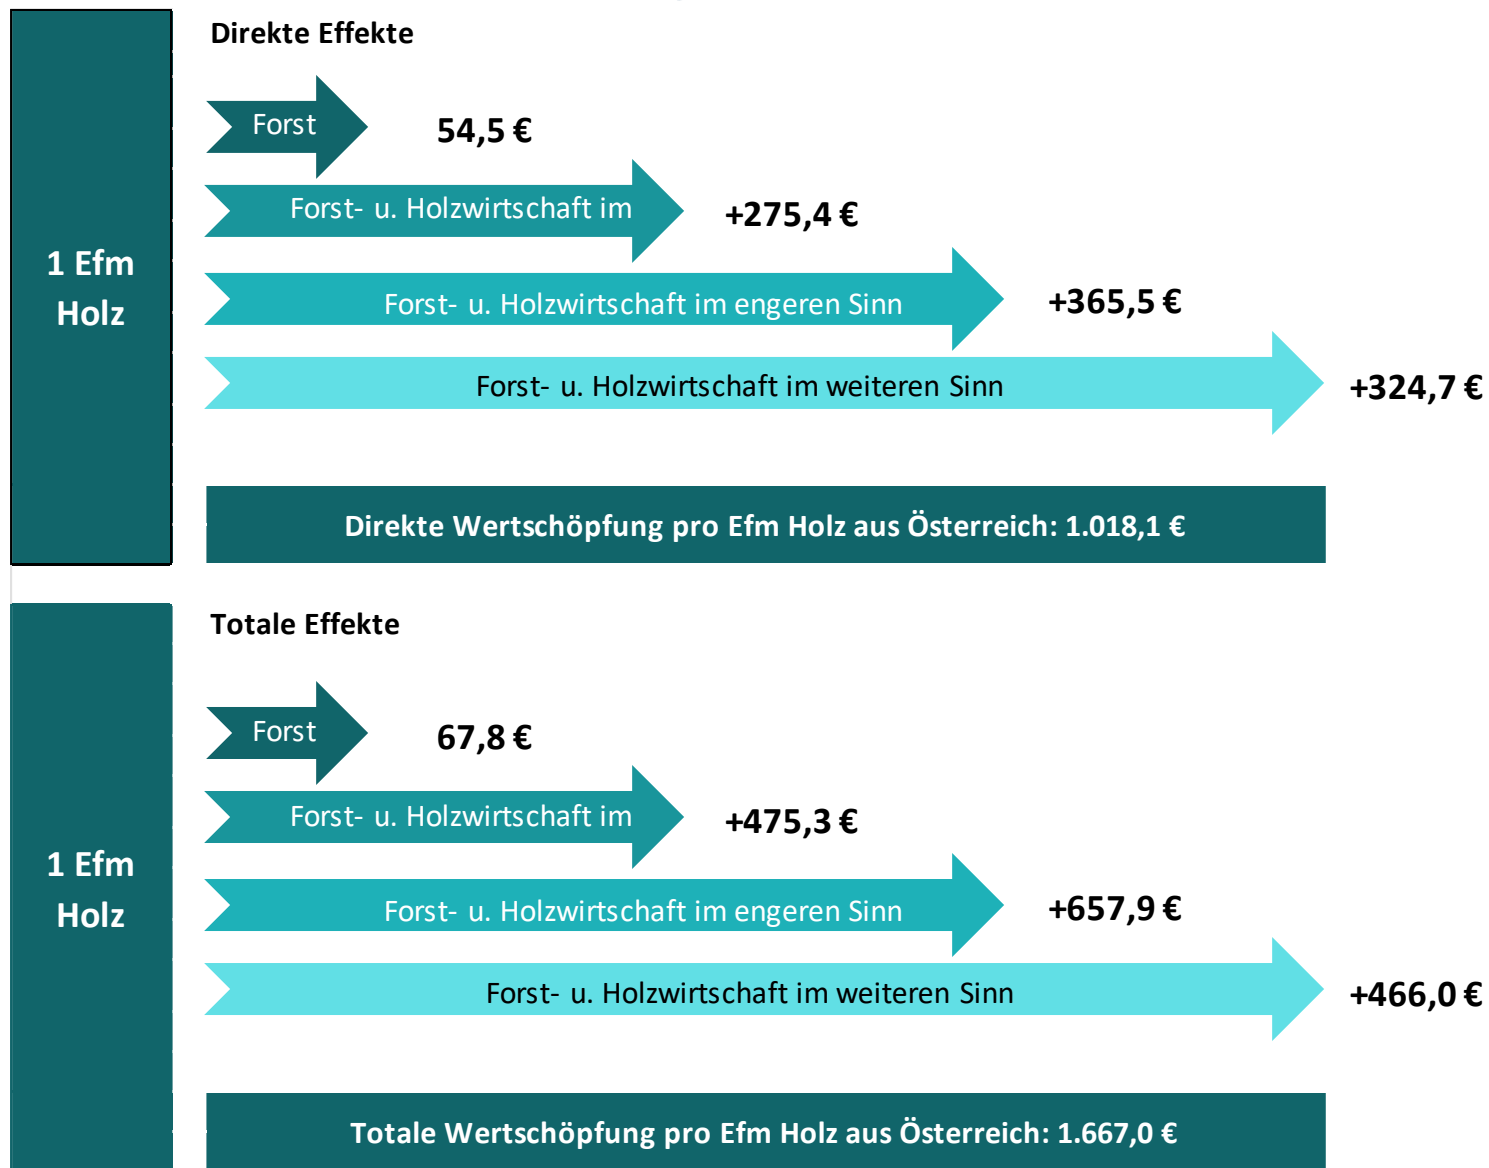 Direkte Effekte
1 Efm
Holz
Forst
54,5 €
Forst- u. Holzwirtschaft im
+275,4 €
Forst- u. Holzwirtschaft im engeren Sinn
+365,5 €
Forst- u. Holzwirtschaft im weiteren Sinn
+324,7 €
Direkte Wertschöpfung pro Efm Holz aus Österreich: 1.018,1 €
Totale Effekte
1 Efm
Holz
Forst
67,8 €
Forst- u. Holzwirtschaft im
+475,3 €
Forst- u. Holzwirtschaft im engeren Sinn
+657,9 €
Forst- u. Holzwirtschaft im weiteren Sinn
+466,0 €
Totale Wertschöpfung pro Efm Holz aus Österreich: 1.667,0 €